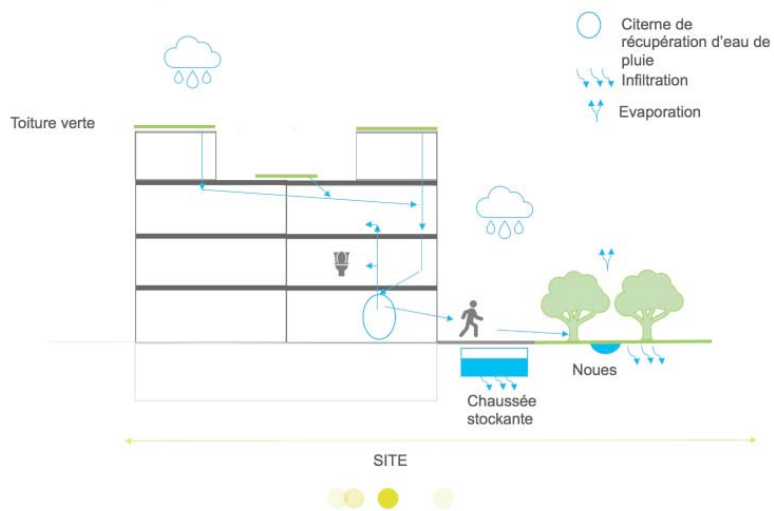 Citerne de
récupération d'eau de
pluie
Infiltration
Evaporation
Toiture verte
Noues
Chaussée
stockante
SITE